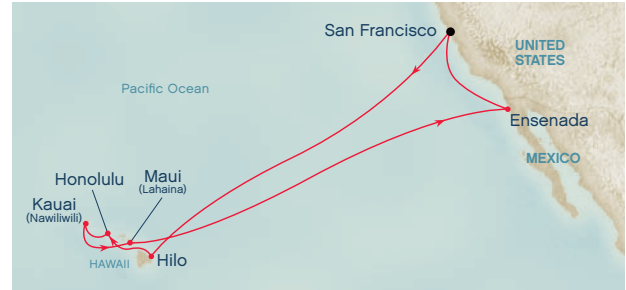 San Francisco
UNITED
STATES
Pacific Ocean
Ensenada
MEXICO
Maui
(Lahaina)
Honolulu
Kauai
(Nawiliwili)
Hilo
HAWAII